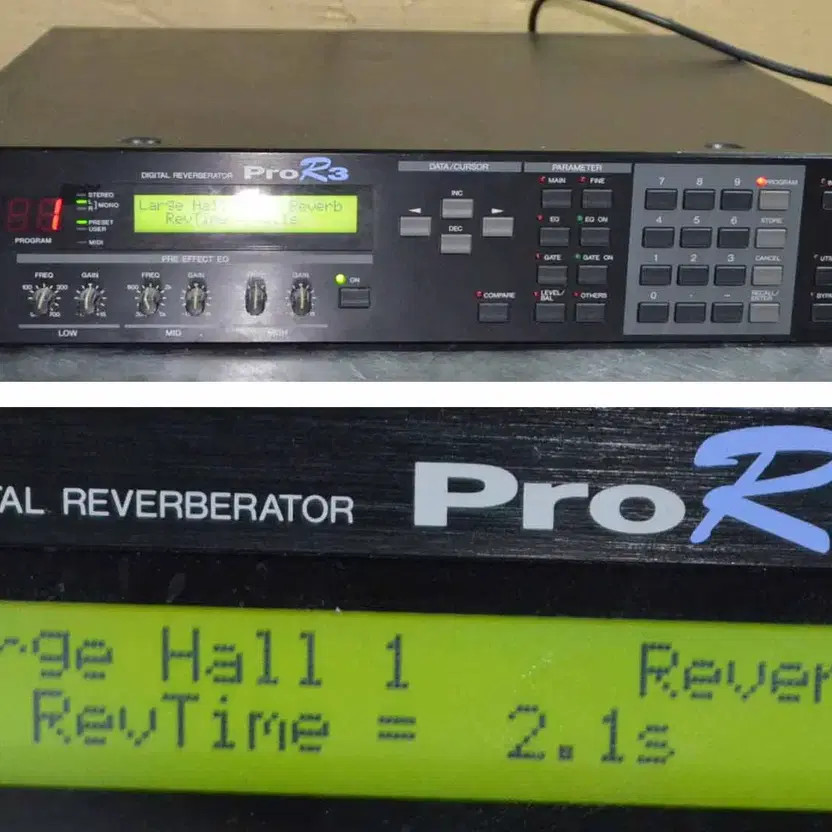 DATA/CURSOR
PARAMETER
DIGITAL REVERBERATOR ProR3
STEREO
L
R
MONO
PRESET
USER
MIDI
1
PROGRAM
Large Hall Reverb
RevTime
INC
DEC
MAIN
FINE
EQ
EQ ON
GATE
GATE ON
COMPARE
LEVEL/
BAL
OTHERS
7 8 9 PROGRAM
4 5 6 STORE
1 2 3 CANCEL
0 . - RECALL/
ENTER
PRE EFFECT EQ
FREQ GAIN FREQ GAIN GAIN
ON
LOW MID HIGH
TAL REVERBERATOR ProR
rge Hall 1 Rever
RevTime = 2.1s